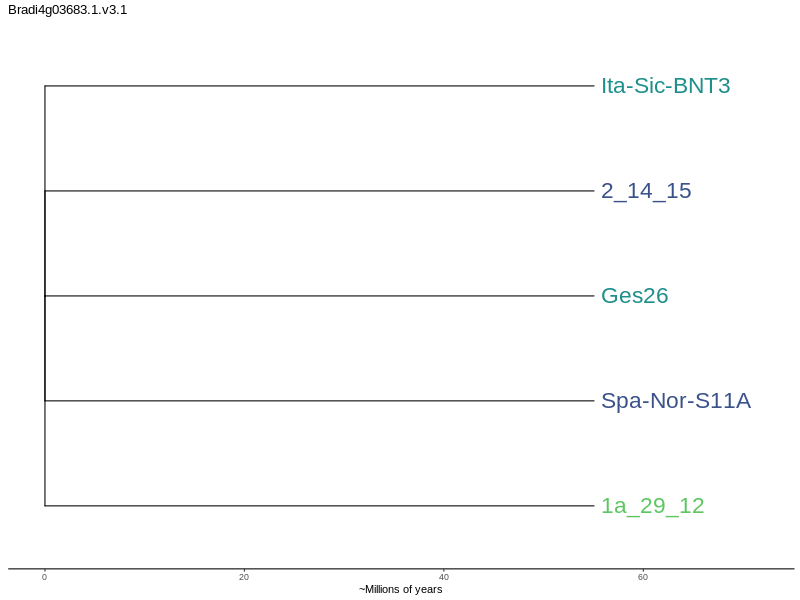 Bradi4g03683.1.v3.1
Ita-Sic-BNT3
2_14_15
Ges26
Spa-Nor-S11A
1a_29_12
0 20 40 60
~Millions of years